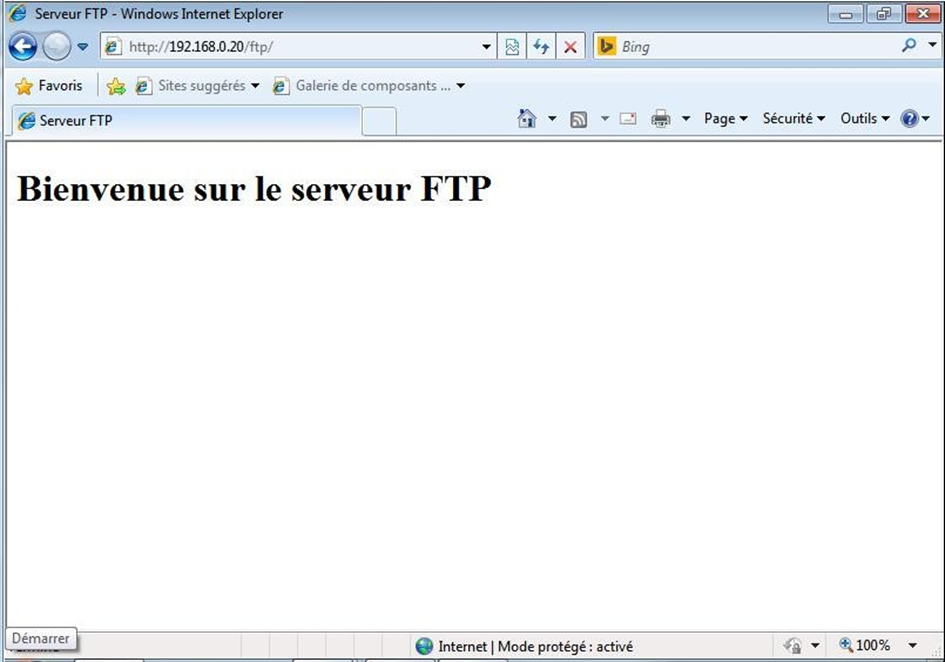 Serveur FTP - Windows Internet Explorer
http://192.168.0.20/ftp/
Bing
Favoris
Sites suggérés
Galerie de composants ...
Serveur FTP
Page
Sécurité
Outils
Bienvenue sur le serveur FTP
Démarrer
Internet | Mode protégé : activé
100%